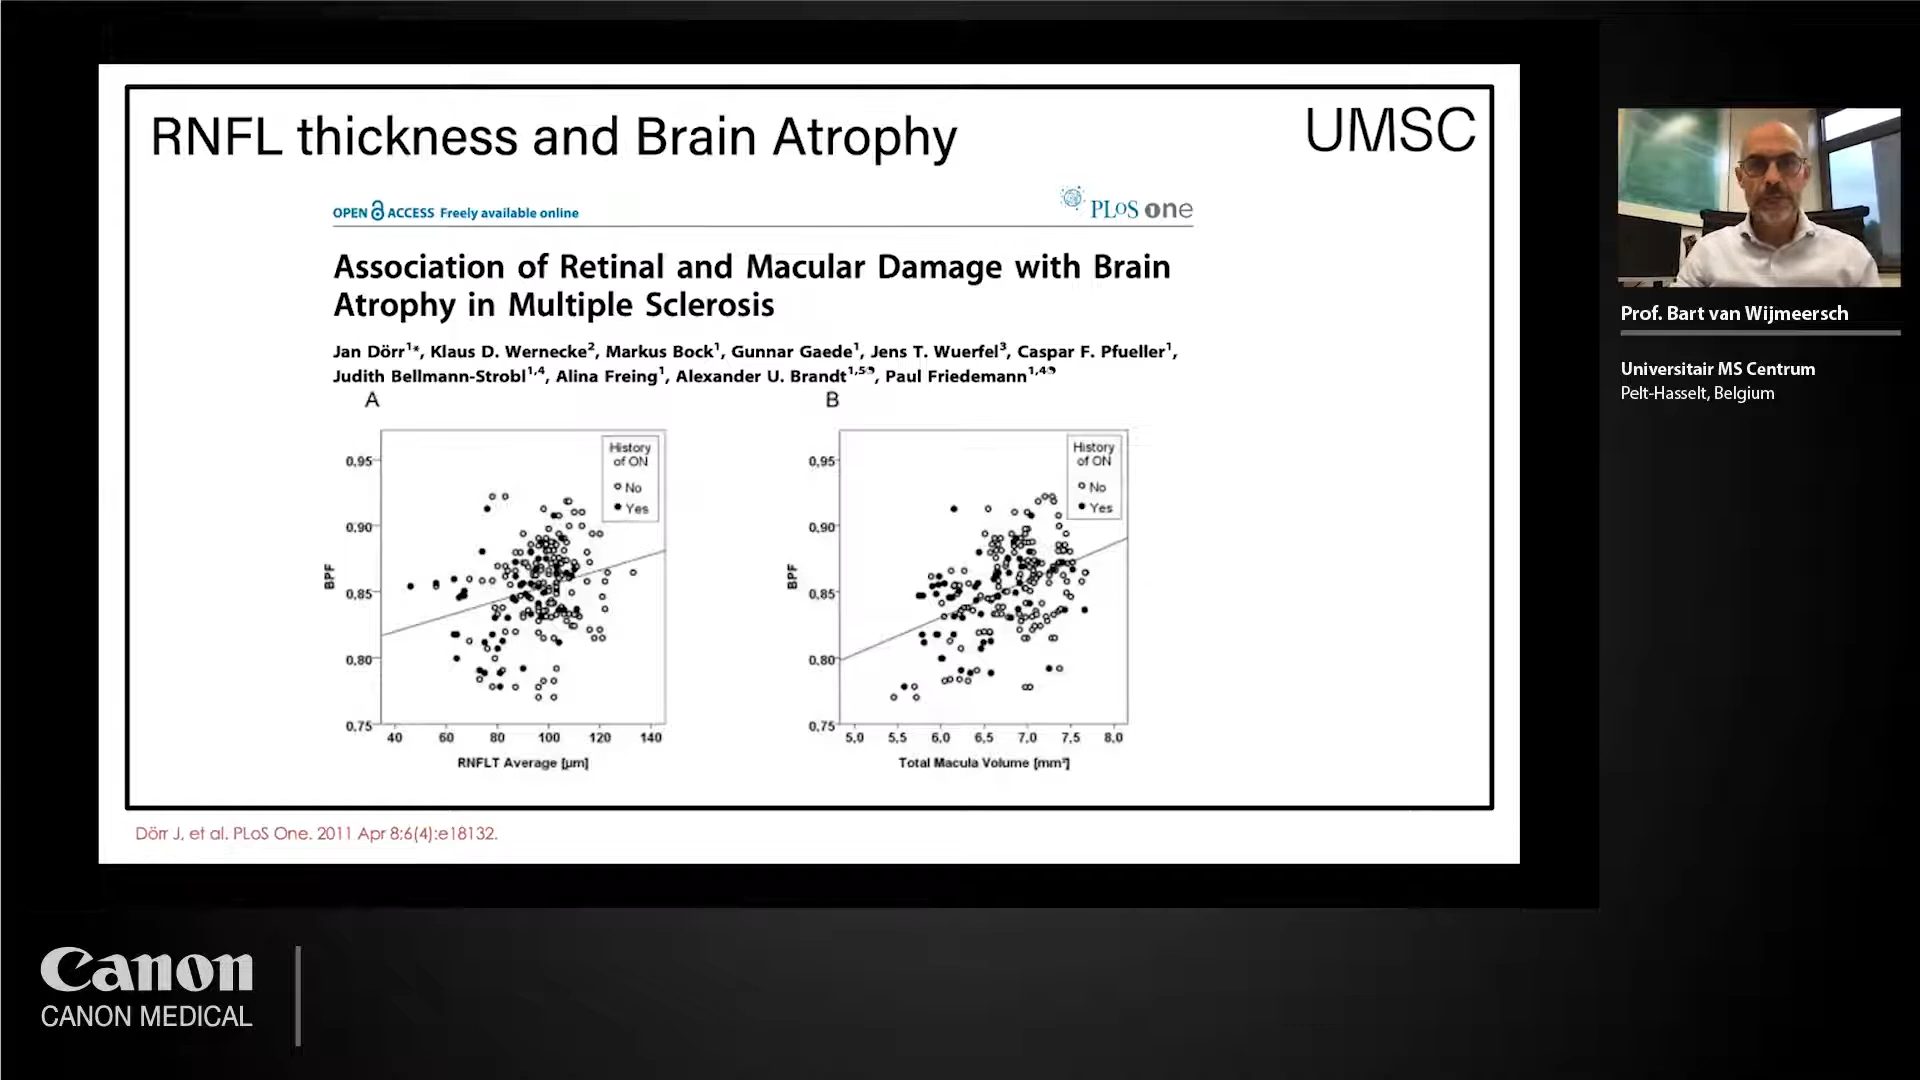 RNFL thickness and Brain Atrophy
UMSC
OPEN ACCESS Freely available online
PLoS one
Association of Retinal and Macular Damage with Brain
Atrophy in Multiple Sclerosis
Jan Dörr1*, Klaus D. Wernecke2, Markus Bock1, Gunnar Gaede1, Jens T. Wuerfel3, Caspar F. Pfueller1,
Judith Bellmann-Strobl1,4, Alina Freing1, Alexander U. Brandt1,5, Paul Friedemann1,4
A
History
of ON
No
Yes
0,95
0,90
0,85
0,80
0,75
BPF
40 60 80 100 120 140
RNFLT Average [µm]
B
History
of ON
No
Yes
0,95
0,90
0,85
0,80
0,75
BPF
5,0 5,5 6,0 6,5 7,0 7,5 8,0
Total Macula Volume [mm³]
Dörr J, et al. PLoS One. 2011 Apr 8;6(4):e18132.
Prof. Bart van Wijmeersch
Universitair MS Centrum
Pelt-Hasselt, Belgium
Canon
CANON MEDICAL